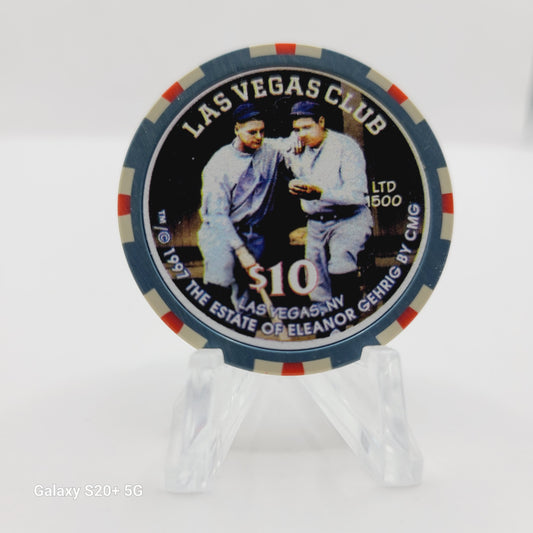 LAS VEGAS CLUB
LTD
1500
$10
LAS VEGAS, NV
TM/© 1997 THE ESTATE OF ELEANOR GEHRIG BY CMG
Galaxy S20+ 5G